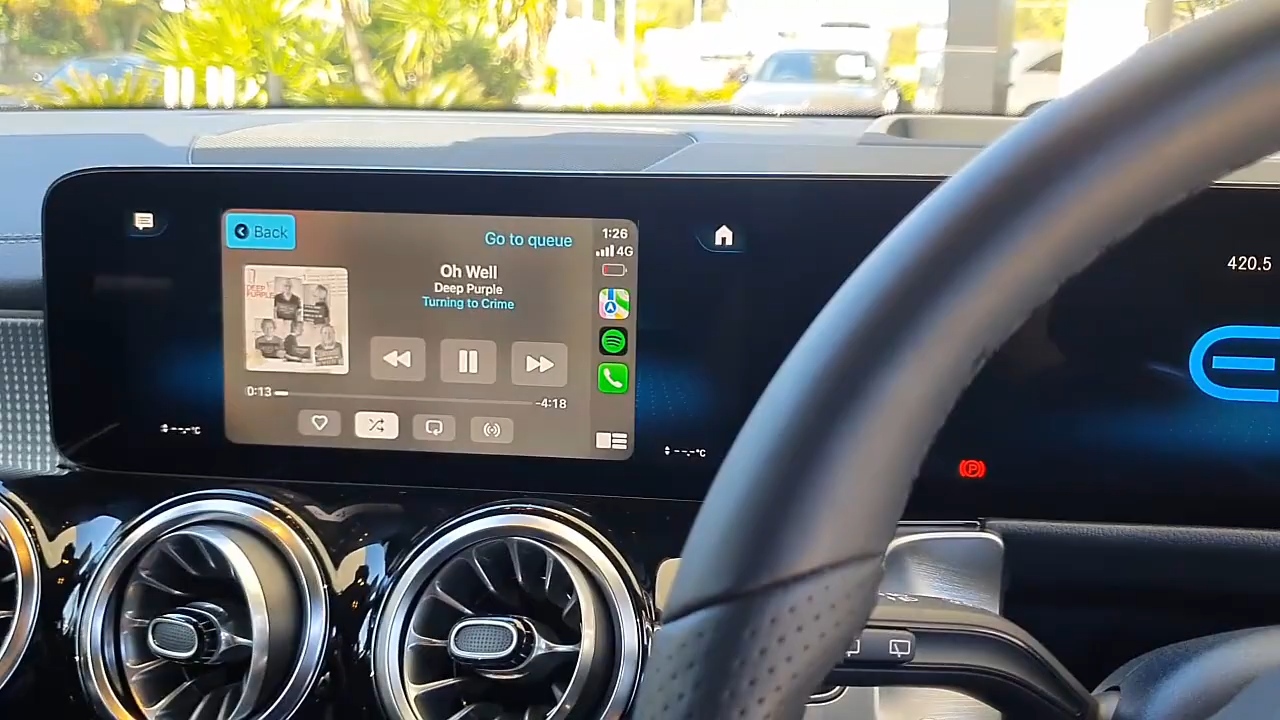 Back
Go to queue
1:26
4G
Oh Well
Deep Purple
Turning to Crime
DEEP
PURPLE
0:13
-4:18
--.-°C
--.-°C
420.5
P